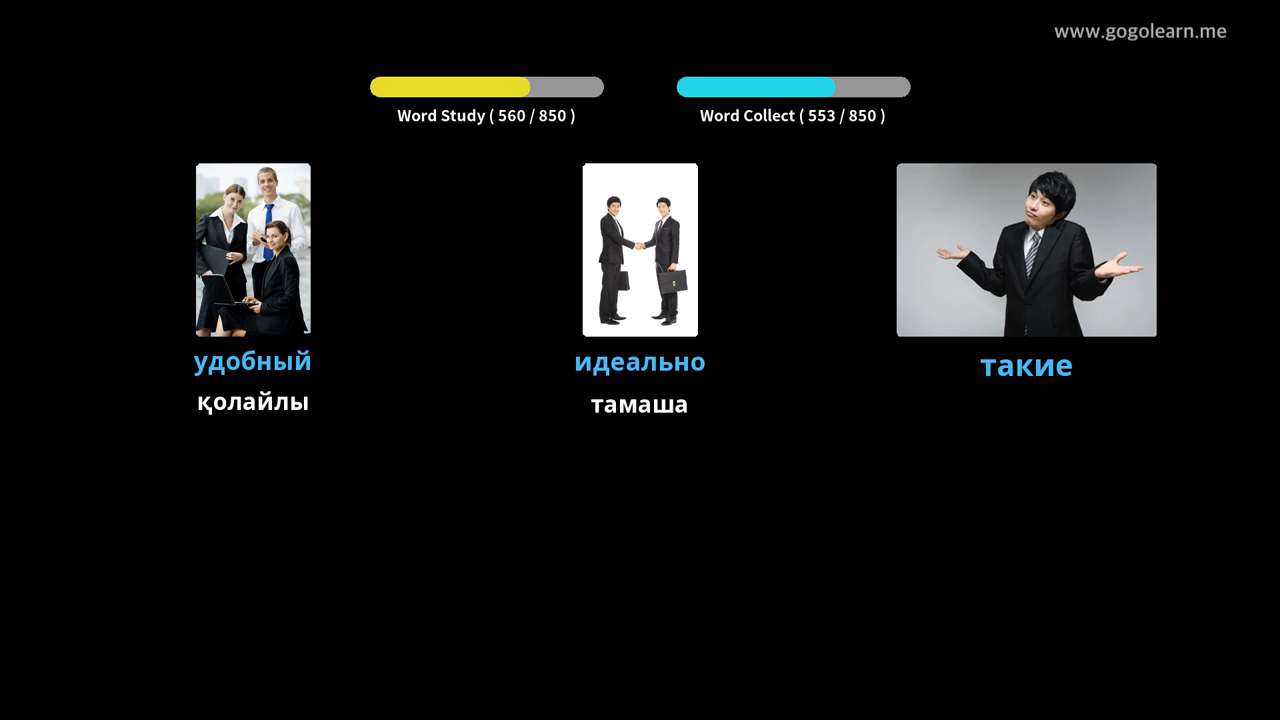 www.gogolearn.me
Word Study ( 560 / 850 )
Word Collect ( 553 / 850 )
удобный
қолайлы
идеально
тамаша
такие